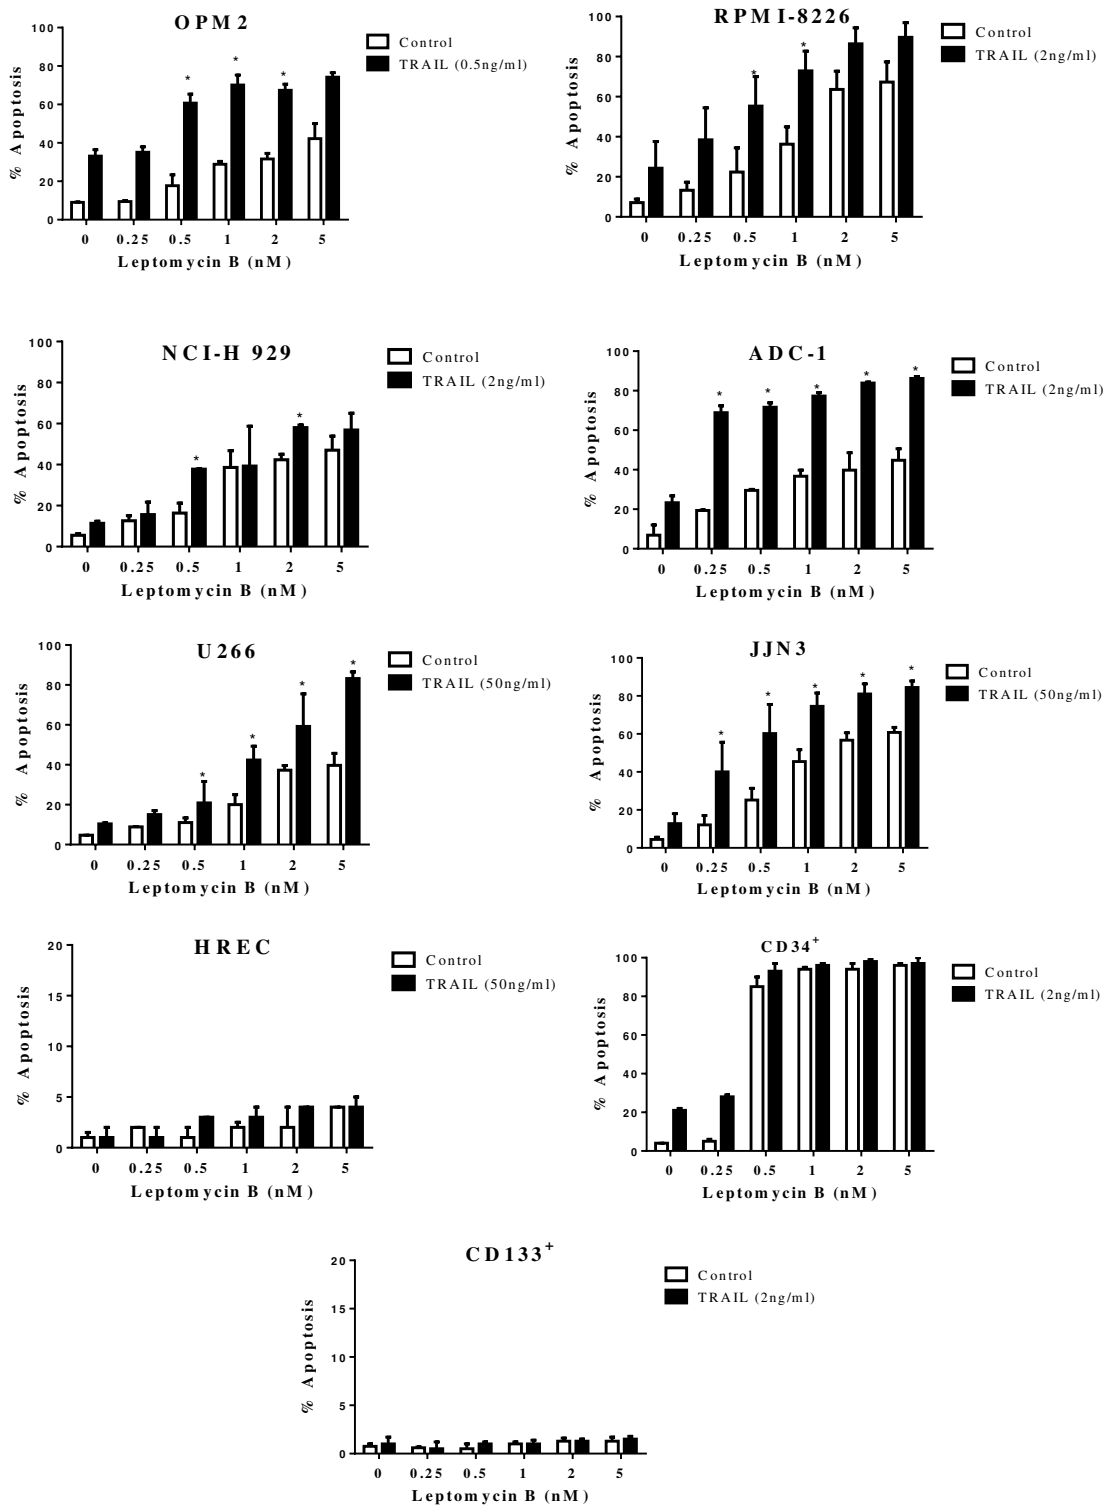 OPM2
Control
TRAIL (0.5ng/ml)
% Apoptosis
100
80
60
40
20
0
0 0.25 0.5 1 2 5
* * *
Leptomycin B (nM)
RPMI-8226
Control
TRAIL (2ng/ml)
% Apoptosis
100
80
60
40
20
0
0 0.25 0.5 1 2 5
* *
Leptomycin B (nM)
NCI-H 929
Control
TRAIL (2ng/ml)
% Apoptosis
100
80
60
40
20
0
0 0.25 0.5 1 2 5
* *
Leptomycin B (nM)
ADC-1
Control
TRAIL (2ng/ml)
% Apoptosis
100
80
60
40
20
0
0 0.25 0.5 1 2 5
* * * * *
Leptomycin B (nM)
U266
Control
TRAIL (50ng/ml)
% Apoptosis
100
80
60
40
20
0
0 0.25 0.5 1 2 5
* * * *
Leptomycin B (nM)
JJN3
Control
TRAIL (50ng/ml)
% Apoptosis
100
80
60
40
20
0
0 0.25 0.5 1 2 5
* * * * *
Leptomycin B (nM)
HREC
Control
TRAIL (50ng/ml)
% Apoptosis
20
15
10
5
0
0 0.25 0.5 1 2 5
Leptomycin B (nM)
CD34+
Control
TRAIL (2ng/ml)
% Apoptosis
100
80
60
40
20
0
0 0.25 0.5 1 2 5
Leptomycin B (nM)
CD133+
Control
TRAIL (2ng/ml)
% Apoptosis
20
15
10
5
0
0 0.25 0.5 1 2 5
Leptomycin B (nM)